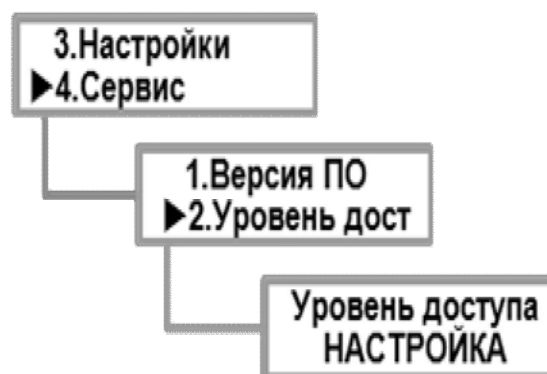 3.Настройки
▶4.Сервис
1.Версия ПО
▶2.Уровень дост
Уровень доступа
НАСТРОЙКА